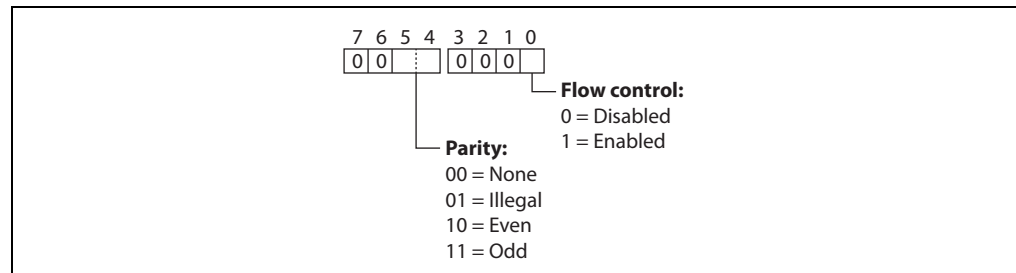 7 6 5 4 3 2 1 0
0 0 0 0 0
Flow control:
0 = Disabled
1 = Enabled
Parity:
00 = None
01 = Illegal
10 = Even
11 = Odd